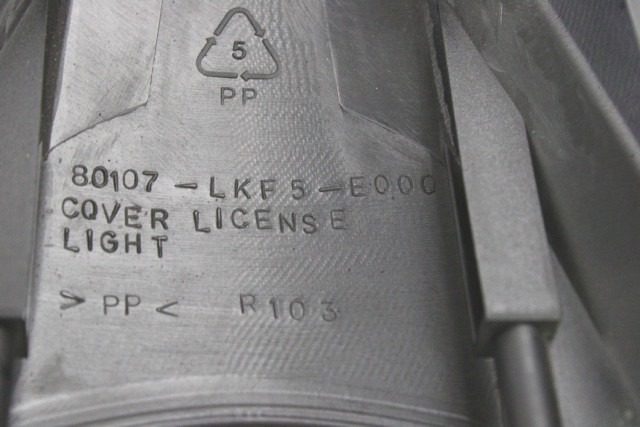 5
PP
80107-LKF5-E000
COVER LICENSE
LIGHT
> PP < R103